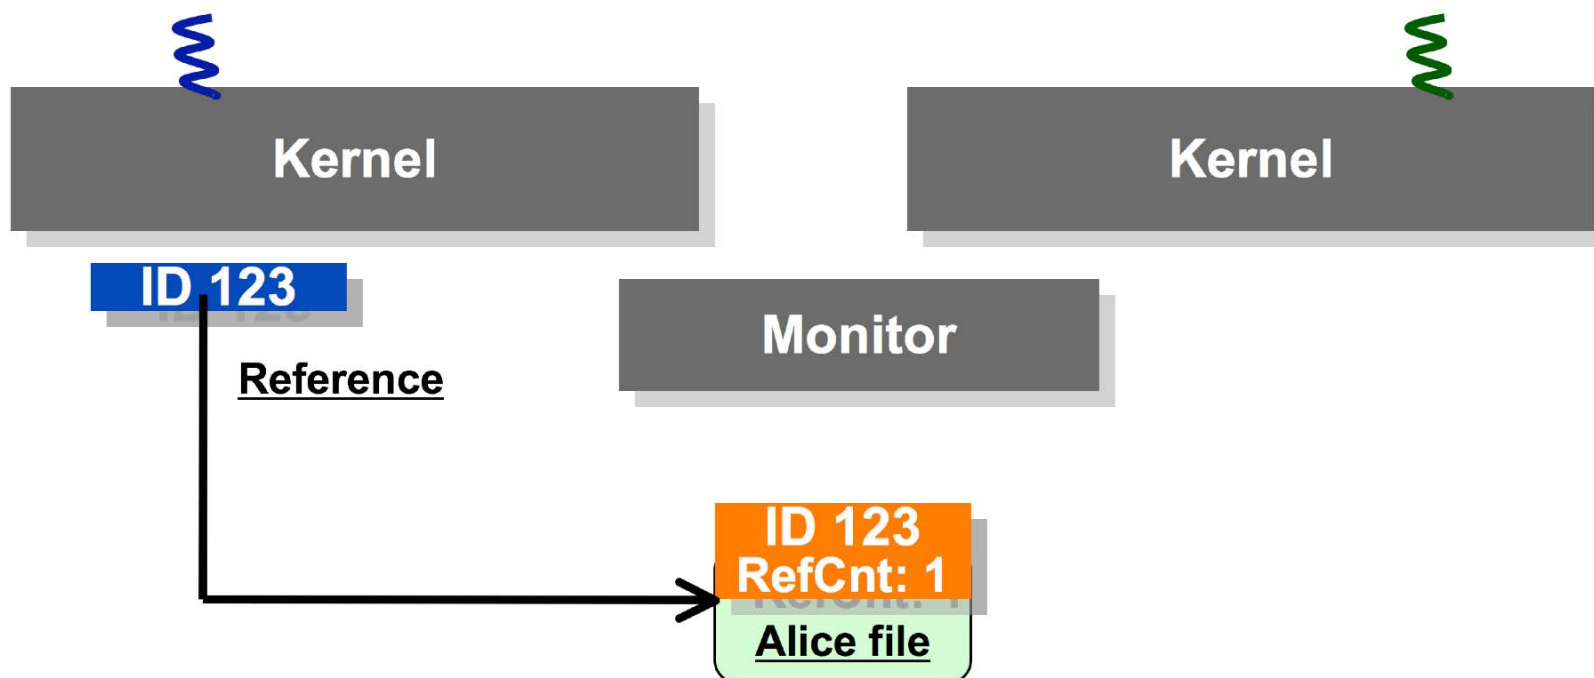 Kernel
Kernel
ID 123
Monitor
Reference
ID 123
RefCnt: 1
Alice file